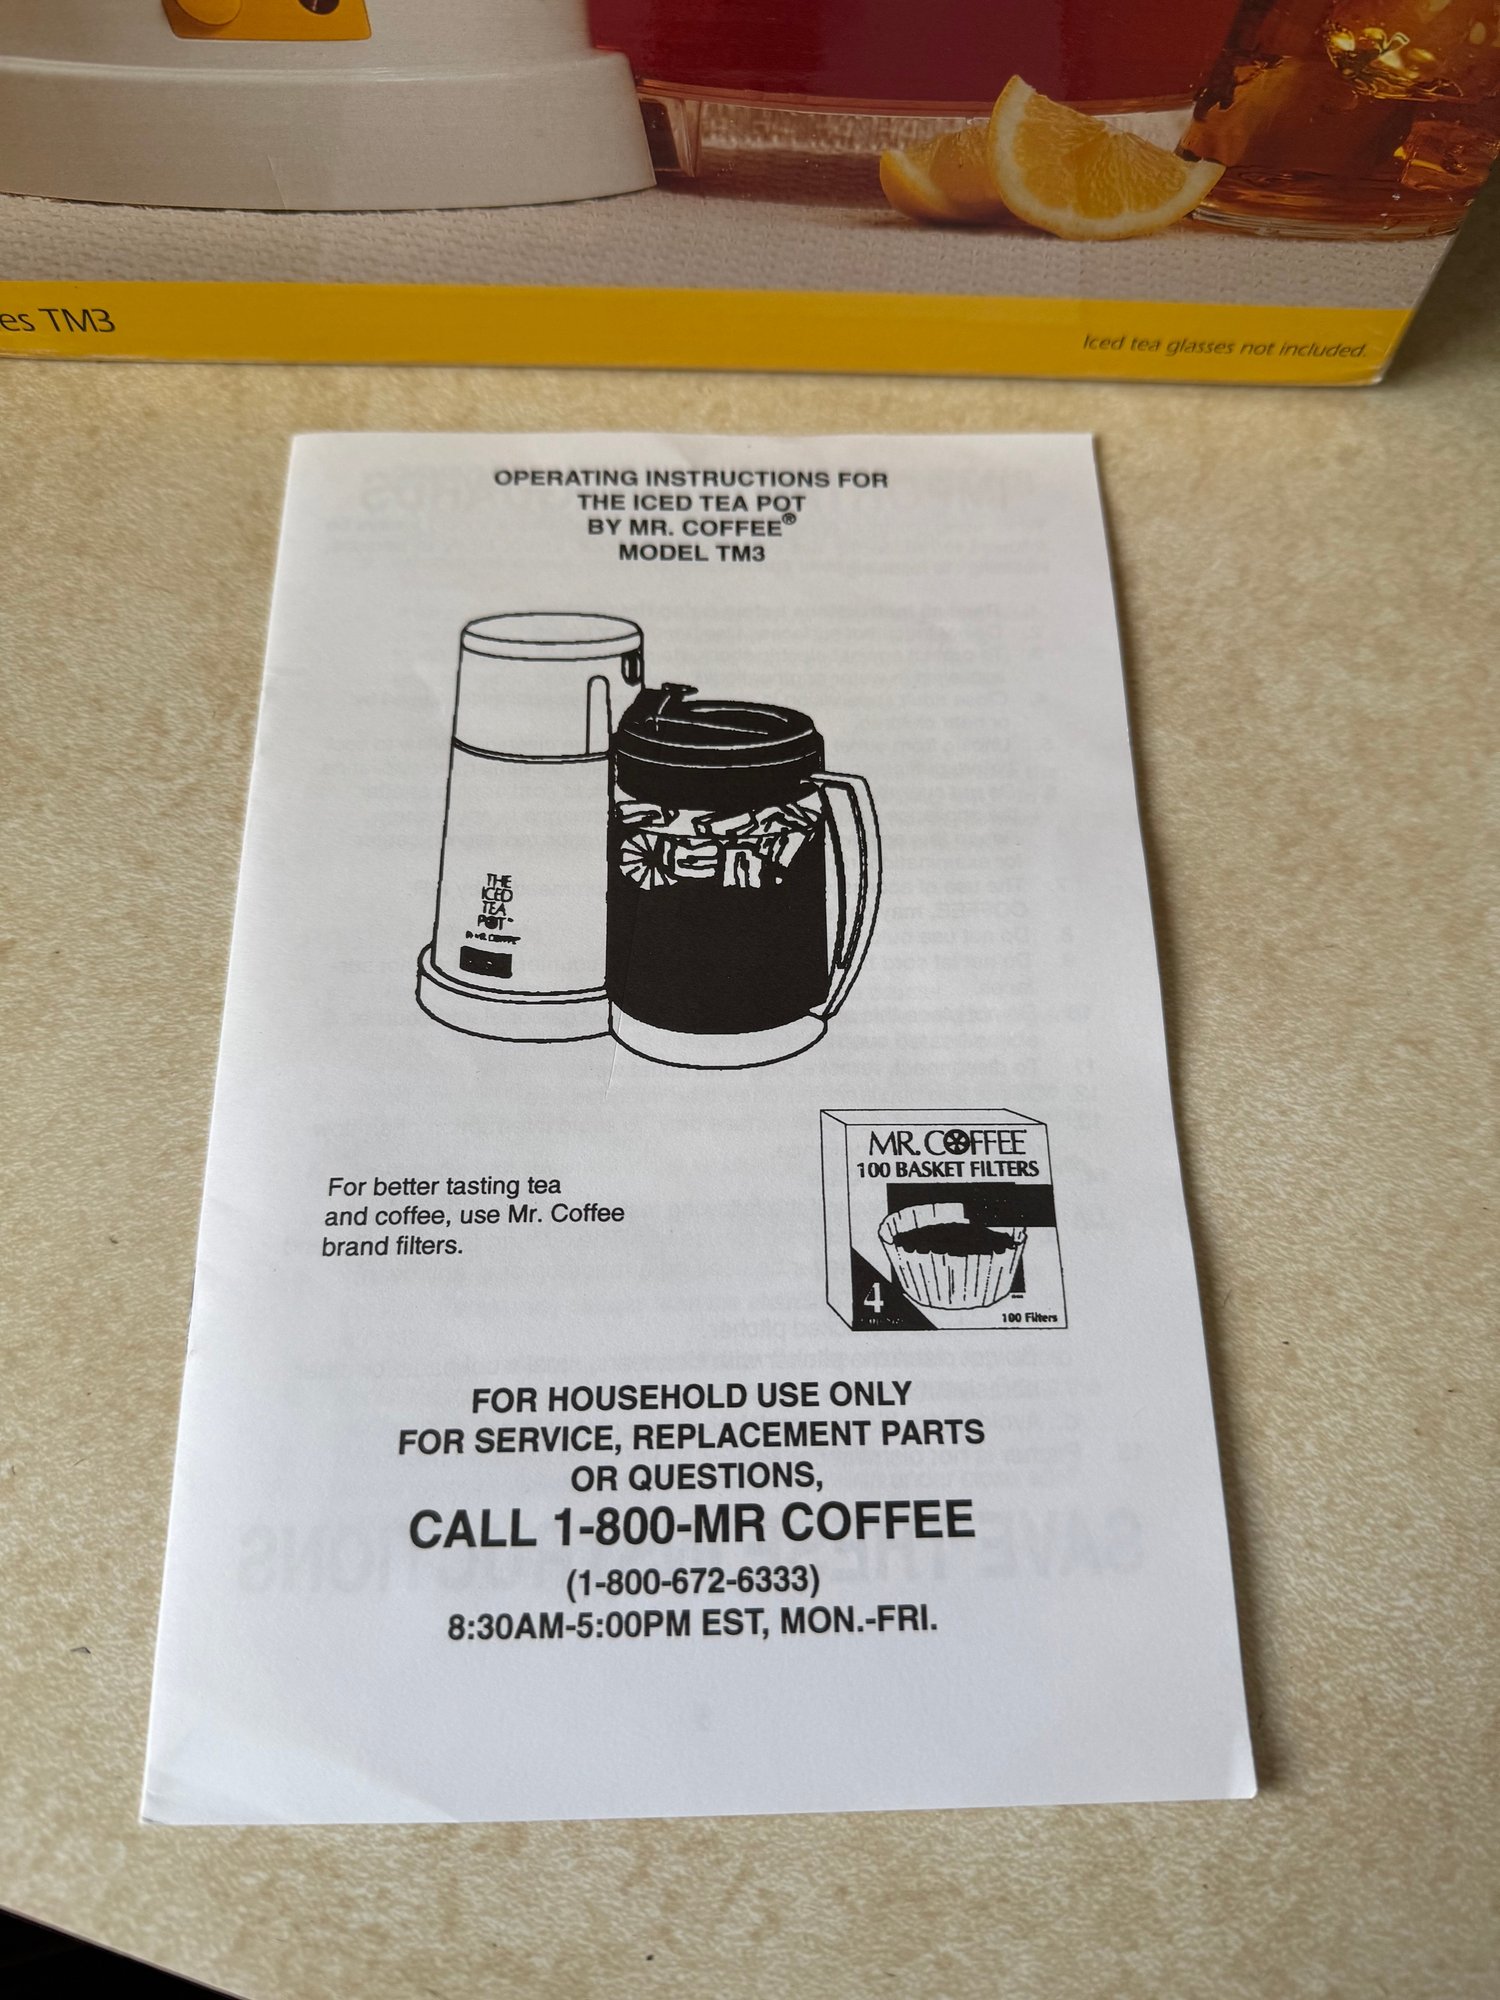 es TM3
Iced tea glasses not included.
OPERATING INSTRUCTIONS FOR
THE ICED TEA POT
BY MR. COFFEE®
MODEL TM3
THE
ICED
TEA
POT
For better tasting tea
and coffee, use Mr. Coffee
brand filters.
MR. COFFEE
100 BASKET FILTERS
4
100 Filters
FOR HOUSEHOLD USE ONLY
FOR SERVICE, REPLACEMENT PARTS
OR QUESTIONS,
CALL 1-800-MR COFFEE
(1-800-672-6333)
8:30AM-5:00PM EST, MON.-FRI.